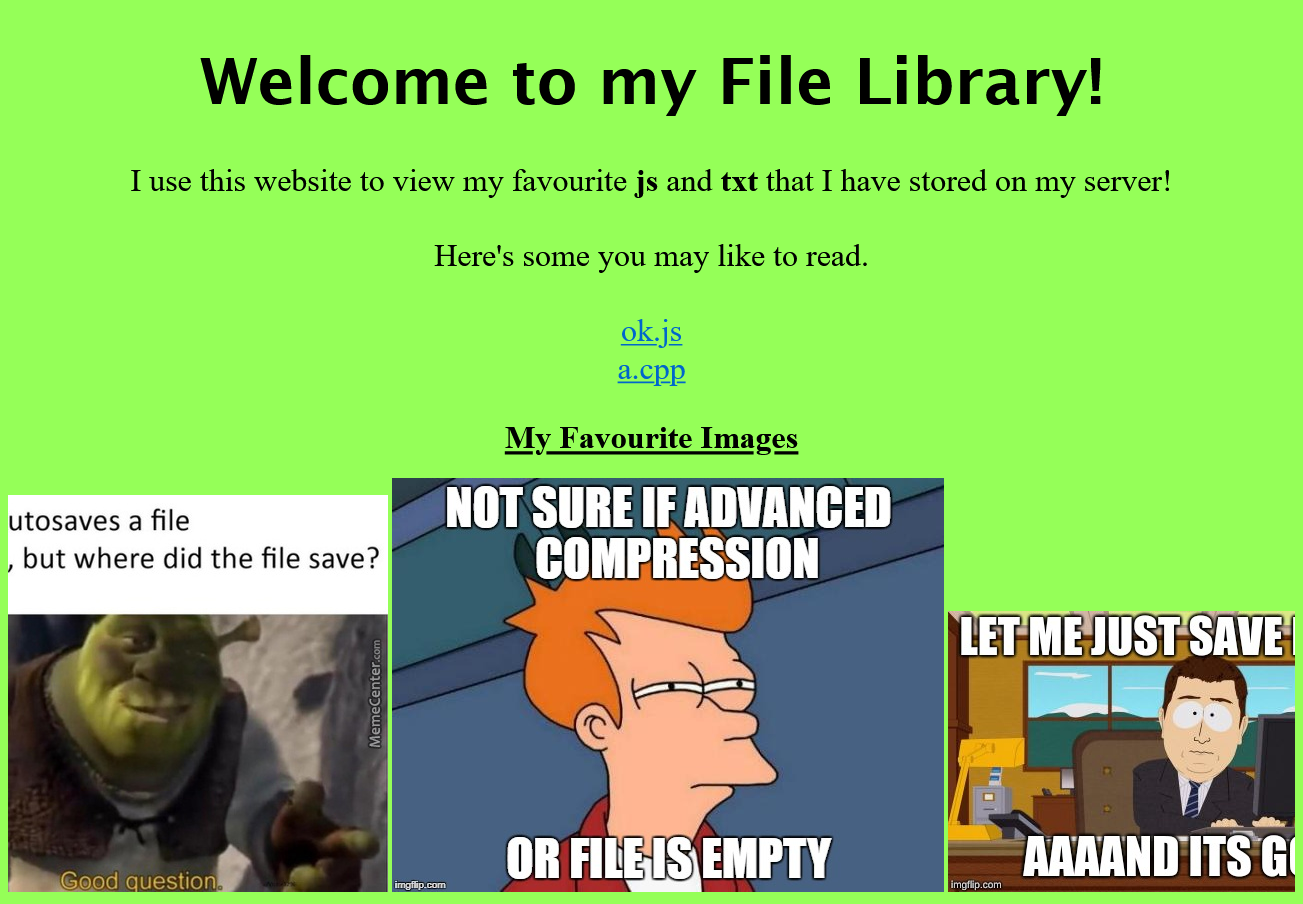 Welcome to my File Library!
I use this website to view my favourite js and txt that I have stored on my server!
Here's some you may like to read.
ok.js
a.cpp
My Favourite Images
utosaves a file
, but where did the file save?
MemeCenter.com
Good question.
NOT SURE IF ADVANCED
COMPRESSION
OR FILE IS EMPTY
imgflip.com
LET ME JUST SAVE
AAAAND ITS GO
imgflip.com